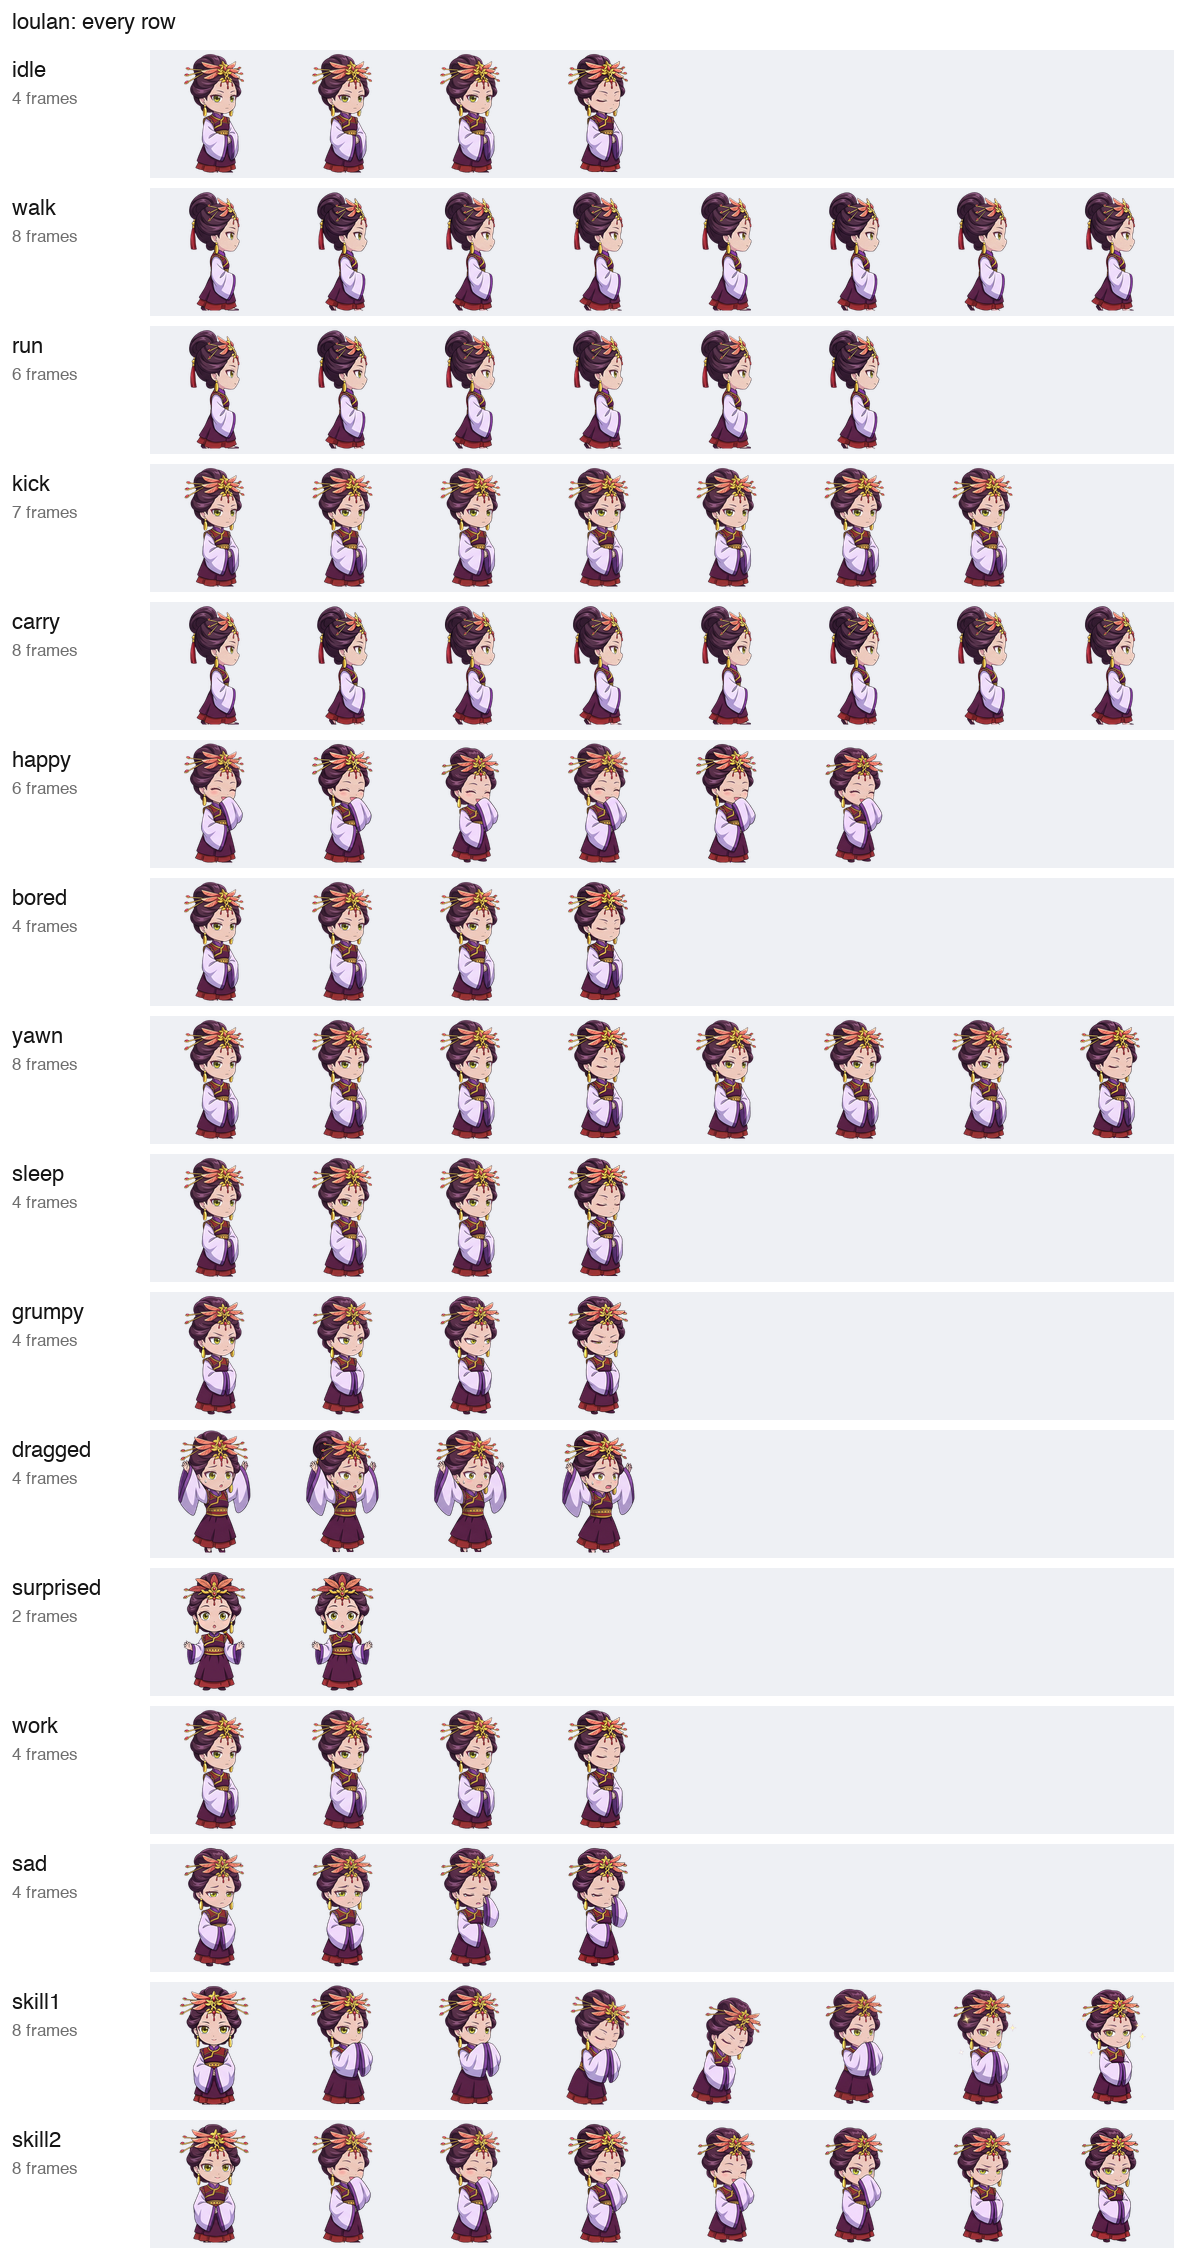 loulan: every row
idle
4 frames
walk
8 frames
run
6 frames
kick
7 frames
carry
8 frames
happy
6 frames
bored
4 frames
yawn
8 frames
sleep
4 frames
grumpy
4 frames
dragged
4 frames
surprised
2 frames
work
4 frames
sad
4 frames
skill1
8 frames
skill2
8 frames